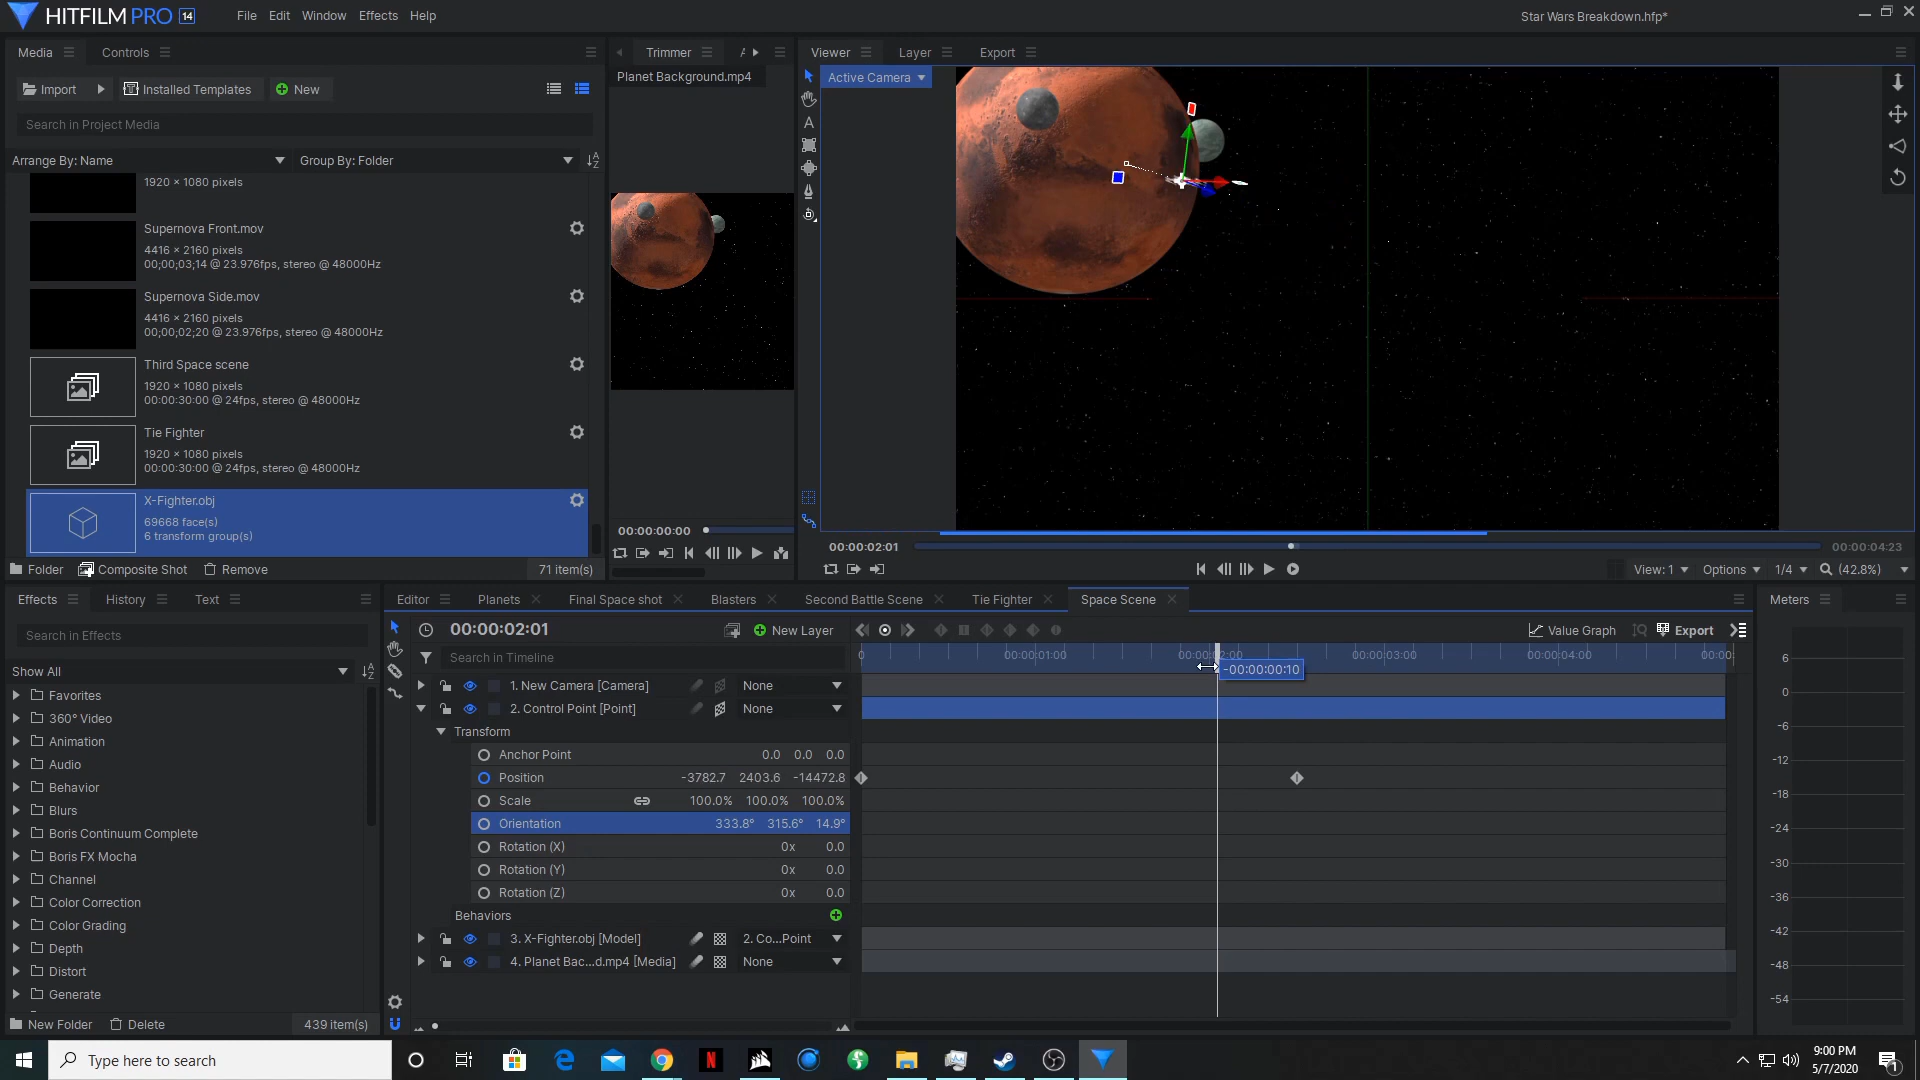 HITFILM PRO 14
File Edit Window Effects Help
Star Wars Breakdown.hfp*
Media Controls
Trimmer
Viewer Layer Export
Import Installed Templates New
Planet Background.mp4
Active Camera
Search in Project Media
Arrange By: Name Group By: Folder
1920 × 1080 pixels
Supernova Front.mov
4416 × 2160 pixels
00;00;03;14 @ 23.976fps, stereo @ 48000Hz
Supernova Side.mov
4416 × 2160 pixels
00;00;02;20 @ 23.976fps, stereo @ 48000Hz
Third Space scene
1920 × 1080 pixels
00:00:30:00 @ 24fps, stereo @ 48000Hz
Tie Fighter
1920 × 1080 pixels
00:00:30:00 @ 24fps, stereo @ 48000Hz
X-Fighter.obj
69668 face(s)
6 transform group(s)
00:00:00:00
00:00:02:01 00:00:04:23
Folder Composite Shot Remove 71 item(s)
View: 1 Options 1/4 (42.8%)
Effects History Text
Editor Planets Final Space shot Blasters Second Battle Scene Tie Fighter Space Scene
Meters
Search in Effects
00:00:02:01 New Layer Value Graph Export
Search in Timeline
0 00:00:01:00 00:00:02:00 00:00:03:00 00:00:04:00 00:00:
-00:00:00:10
Show All
Favorites
360° Video
Animation
Audio
Behavior
Blurs
Boris Continuum Complete
Boris FX Mocha
Channel
Color Correction
Color Grading
Depth
Distort
Generate
New Folder Delete 439 item(s)
1. New Camera [Camera] None
2. Control Point [Point] None
Transform
Anchor Point 0.0 0.0 0.0
Position -3782.7 2403.6 -14472.8
Scale 100.0% 100.0% 100.0%
Orientation 333.8° 315.6° 14.9°
Rotation (X) 0x 0.0
Rotation (Y) 0x 0.0
Rotation (Z) 0x 0.0
Behaviors
3. X-Fighter.obj [Model] 2. Co...Point
4. Planet Bac...d.mp4 [Media] None
6
0
-6
-12
-18
-24
-30
-36
-42
-48
-54
Type here to search
9:00 PM
5/7/2020
1